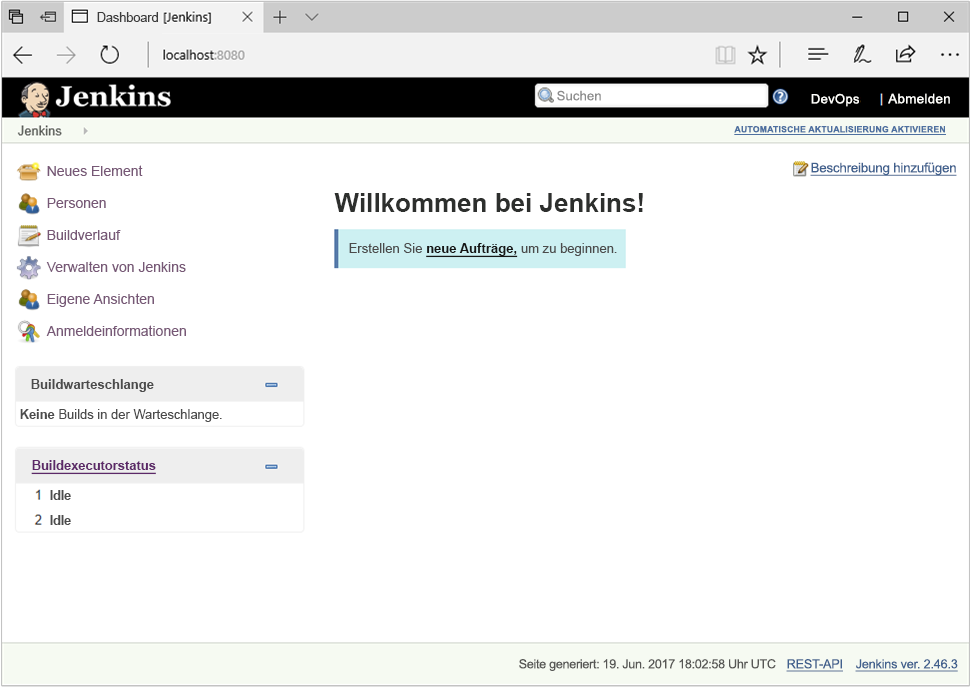 Dashboard [Jenkins]
localhost:8080
Jenkins
Suchen
DevOps
| Abmelden
Jenkins
AUTOMATISCHE AKTUALISIERUNG AKTIVIEREN
Neues Element
Beschreibung hinzufügen
Personen
Willkommen bei Jenkins!
Buildverlauf
Erstellen Sie neue Aufträge, um zu beginnen.
Verwalten von Jenkins
Eigene Ansichten
Anmeldeinformationen
Buildwarteschlange
Keine Builds in der Warteschlange.
Buildexecutorstatus
1 Idle
2 Idle
Seite generiert: 19. Jun. 2017 18:02:58 Uhr UTC REST-API Jenkins ver. 2.46.3